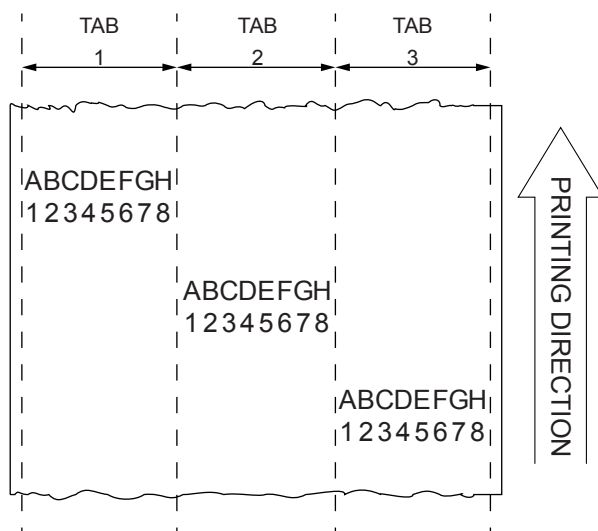 TAB
1
TAB
2
TAB
3
ABCDEFGH
12345678
ABCDEFGH
12345678
ABCDEFGH
12345678
PRINTING DIRECTION